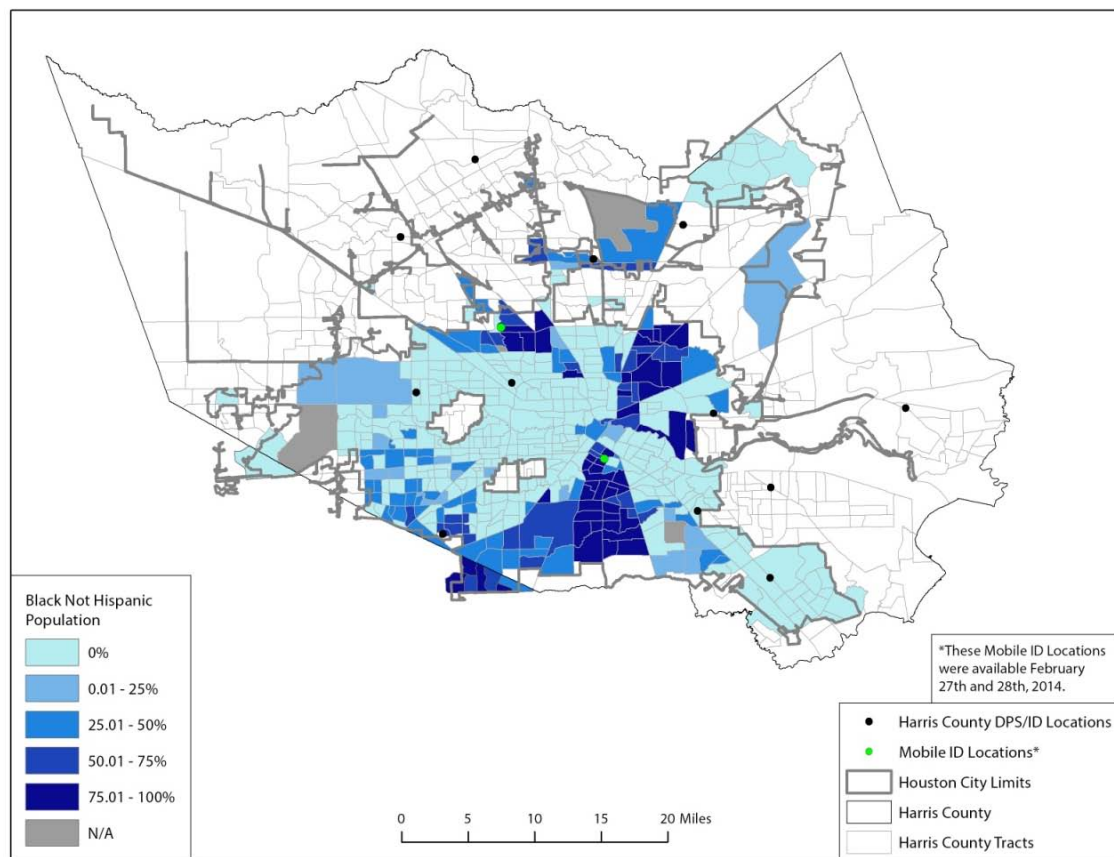 Black Not Hispanic
Population
0%
0.01 - 25%
25.01 - 50%
50.01 - 75%
75.01 - 100%
N/A
0 5 10 15 20 Miles
*These Mobile ID Locations
were available February
27th and 28th, 2014.
Harris County DPS/ID Locations
Mobile ID Locations*
Houston City Limits
Harris County
Harris County Tracts